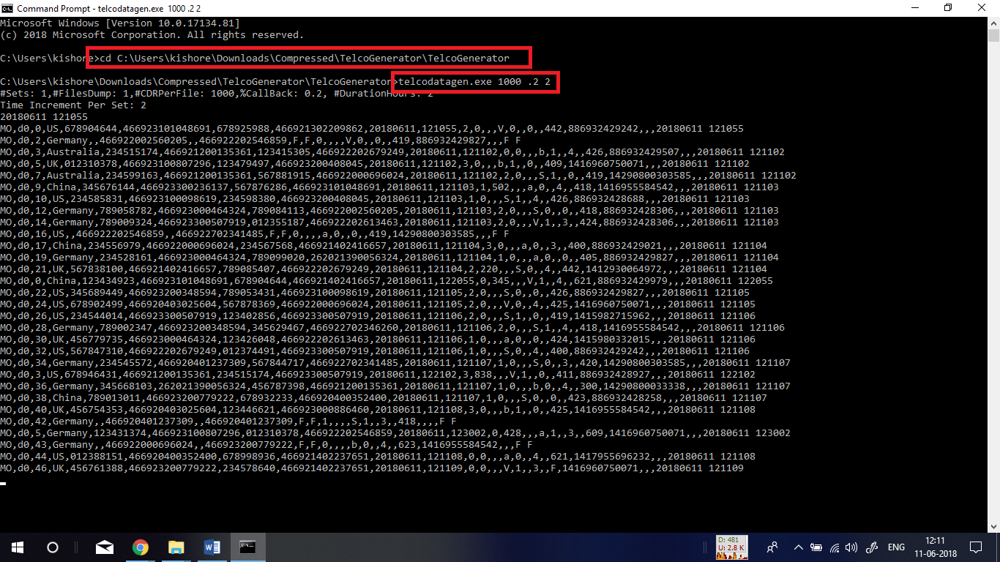 Command Prompt - telcodatagen.exe 1000 .2 2
Microsoft Windows [Version 10.0.17134.81]
(c) 2018 Microsoft Corporation. All rights reserved.
C:\Users\kishore>cd C:\Users\kishore\Downloads\Compressed\TelcoGenerator\TelcoGenerator
C:\Users\kishore\Downloads\Compressed\TelcoGenerator\TelcoGenerator>telcodatagen.exe 1000 .2 2
#Sets: 1,#FilesDump: 1,#CDRPerFile: 1000,%CallBack: 0.2, #DurationHours: 2
Time Increment Per Set: 2
20180611 121055
MO,d0,0,US,678904644,466923101048691,678925988,466921302209862,20180611,121055,2,0,,,V,0,,0,,442,886932429242,,,20180611 121055
MO,d0,2,Germany,,466922002560205,,466922202546859,F,F,0,,,,V,0,,0,,419,886932429827,,,F F
MO,d0,3,Australia,234515174,466921200135361,123415305,466922202679249,20180611,121102,0,0,,,b,1,,4,,426,886932429507,,,20180611 121102
MO,d0,5,UK,012310378,466923100807296,123479497,466923200408045,20180611,121102,3,0,,,b,1,,0,,409,1416960750071,,,20180611 121102
MO,d0,7,Australia,234599163,466921200135361,567881915,466922000696024,20180611,121102,2,0,,,S,1,,0,,419,14290800303585,,,20180611 121102
MO,d0,9,China,345676144,466923300236137,567876286,466923101048691,20180611,121103,1,502,,,a,0,,4,,418,1416955584542,,,20180611 121103
MO,d0,10,US,234585831,466923100098619,234598380,466923200408045,20180611,121103,1,0,,,S,1,,4,,426,886932428688,,,20180611 121103
MO,d0,12,Germany,789058782,466923000464324,789084113,466922002560205,20180611,121103,2,0,,,S,0,,0,,418,886932428306,,,20180611 121103
MO,d0,14,Germany,789009324,466923300507919,012355187,466922202613463,20180611,121103,2,0,,,V,1,,3,,424,886932428306,,,20180611 121103
MO,d0,16,US,,466922202546859,,466922702341485,F,F,0,,,,a,0,,0,,419,14290800303585,,,F F
MO,d0,17,China,234556979,466922000696024,234567568,466921402416657,20180611,121104,3,0,,,a,0,,3,,400,886932429021,,,20180611 121104
MO,d0,19,Germany,234528161,466923000464324,789099020,262021390056324,20180611,121104,1,0,,,a,0,,0,,405,886932429827,,,20180611 121104
MO,d0,21,UK,567838100,466921402416657,789085407,466922202679249,20180611,121104,2,220,,,S,0,,4,,442,1412930064972,,,20180611 121104
MO,d0,0,China,123434923,466923101048691,678904644,466921402416657,20180611,122055,0,345,,,V,1,,4,,621,886932429979,,,20180611 122055
MO,d0,22,US,345689449,466923200348594,789053431,466923100098619,20180611,121105,2,0,,,S,0,,0,,426,886932429827,,,20180611 121105
MO,d0,24,US,678902499,466920403025604,567878369,466922000696024,20180611,121105,2,0,,,V,0,,4,,425,1416960750071,,,20180611 121105
MO,d0,26,US,234544014,466923300507919,123402856,466923300507919,20180611,121106,2,0,,,S,1,,0,,419,1415982715962,,,20180611 121106
MO,d0,28,Germany,789002347,466923200348594,345629467,466922702346260,20180611,121106,2,0,,,S,1,,4,,418,1416955584542,,,20180611 121106
MO,d0,30,UK,456779735,466923000464324,123426048,466922202613463,20180611,121106,1,0,,,a,0,,0,,424,1415980332015,,,20180611 121106
MO,d0,32,US,567847310,466922202679249,012374491,466923300507919,20180611,121106,1,0,,,S,0,,4,,400,886932429242,,,20180611 121106
MO,d0,34,Germany,234545572,466920401237309,567844717,466922702341485,20180611,121107,1,0,,,S,0,,3,,420,14290800303585,,,20180611 121107
MO,d0,3,US,678946431,466921200135361,234515174,466923300507919,20180611,122102,3,838,,,V,1,,0,,411,886932428927,,,20180611 122102
MO,d0,36,Germany,345668103,262021390056324,456787398,466921200135361,20180611,121107,1,0,,,b,0,,4,,300,14290800033338,,,20180611 121107
MO,d0,38,China,789013011,466923200779222,678932233,466920400352400,20180611,121107,1,0,,,S,0,,0,,423,886932428258,,,20180611 121107
MO,d0,40,UK,456754353,466920403025604,123446621,466923000886460,20180611,121108,3,0,,,b,1,,0,,425,1416955584542,,,20180611 121108
MO,d0,42,Germany,,466920401237309,,466920401237309,F,F,1,,,,S,1,,3,,418,,,,F F
MO,d0,5,Germany,123431374,466923100807296,012310378,466922202546859,20180611,123002,0,428,,,a,1,,3,,609,1416960750071,,,20180611 123002
MO,d0,43,Germany,,466922000696024,,466923200779222,F,F,0,,,,b,0,,4,,623,1416955584542,,,F F
MO,d0,44,US,012388151,466920400352400,678998936,466921402237651,20180611,121108,0,0,,,a,0,,4,,621,1417955696232,,,20180611 121108
MO,d0,46,UK,456761388,466923200779222,234578640,466921402237651,20180611,121109,0,0,,,V,1,,3,,F,1416960750071,,,20180611 121109
D: 481
U: 2.8 K
ENG
12:11
11-06-2018